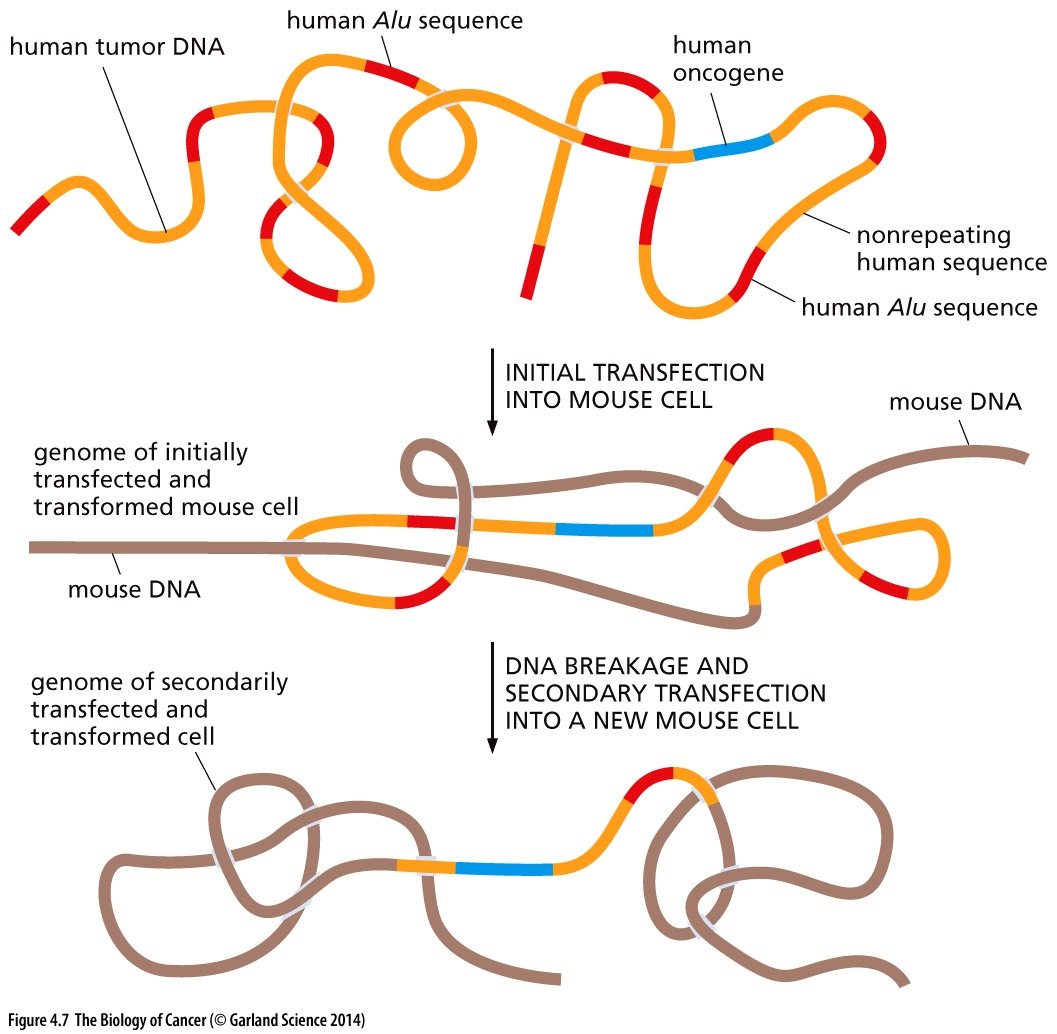 human Alu sequence
human tumor DNA
human
oncogene
nonrepeating
human sequence
human Alu sequence
INITIAL TRANSFECTION
INTO MOUSE CELL
mouse DNA
genome of initially
transfected and
transformed mouse cell
mouse DNA
DNA BREAKAGE AND
SECONDARY TRANSFECTION
INTO A NEW MOUSE CELL
genome of secondarily
transfected and
transformed cell
Figure 4.7 The Biology of Cancer (© Garland Science 2014)